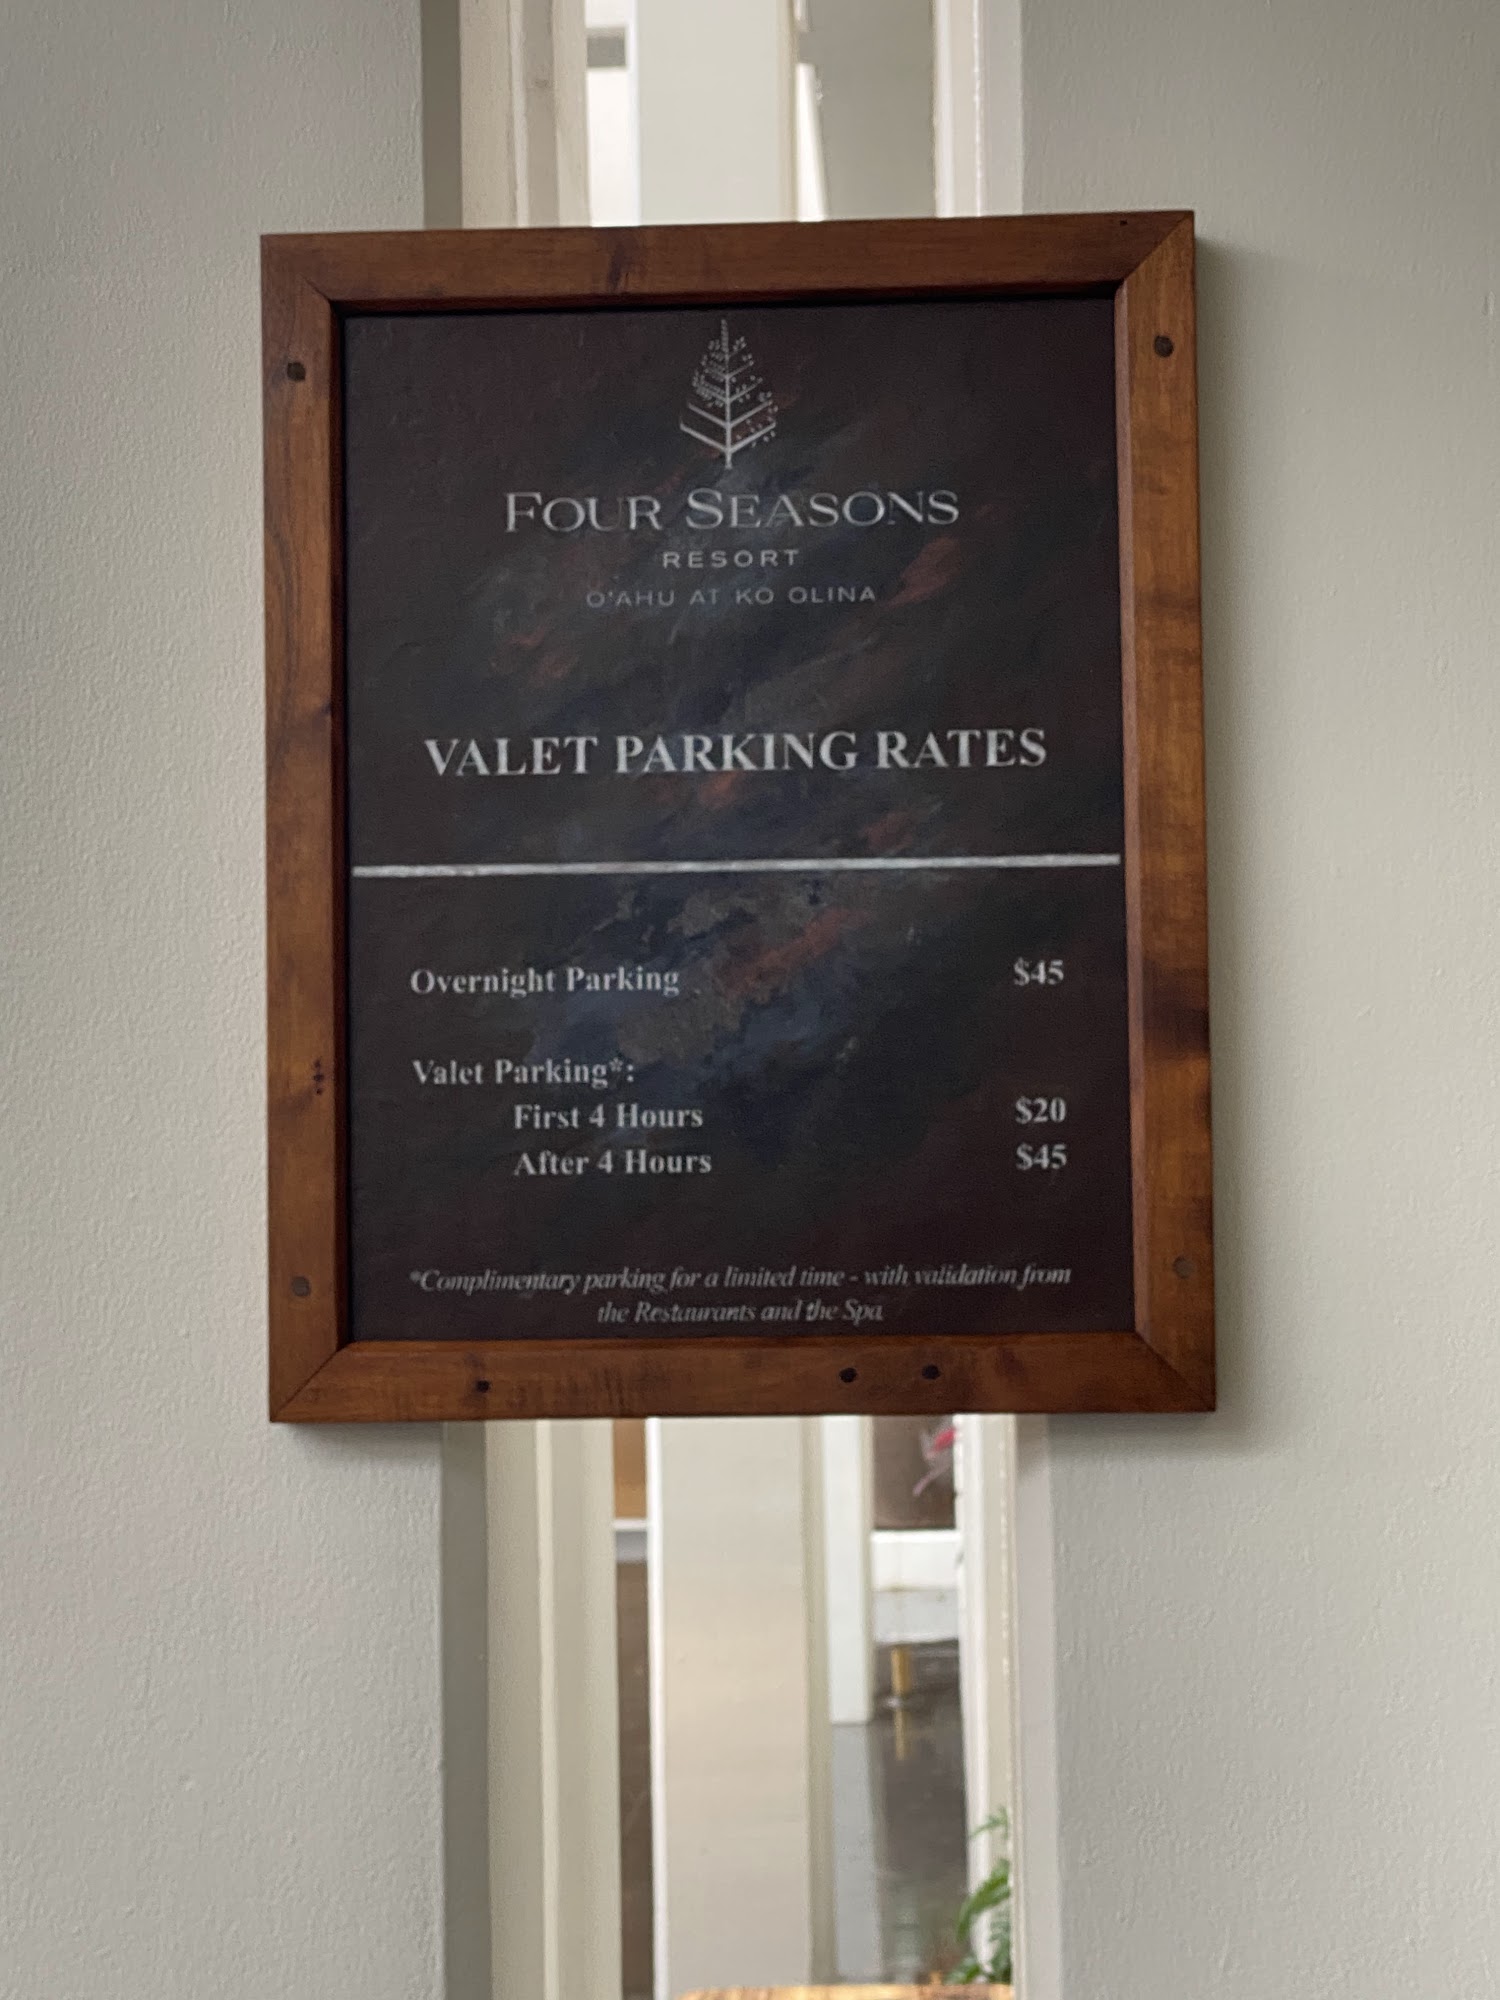 FOUR SEASONS
RESORT
O'AHU AT KO OLINA
VALET PARKING RATES
Overnight Parking $45
Valet Parking*:
First 4 Hours $20
After 4 Hours $45
*Complimentary parking for a limited time - with validation from
the Restaurants and the Spa